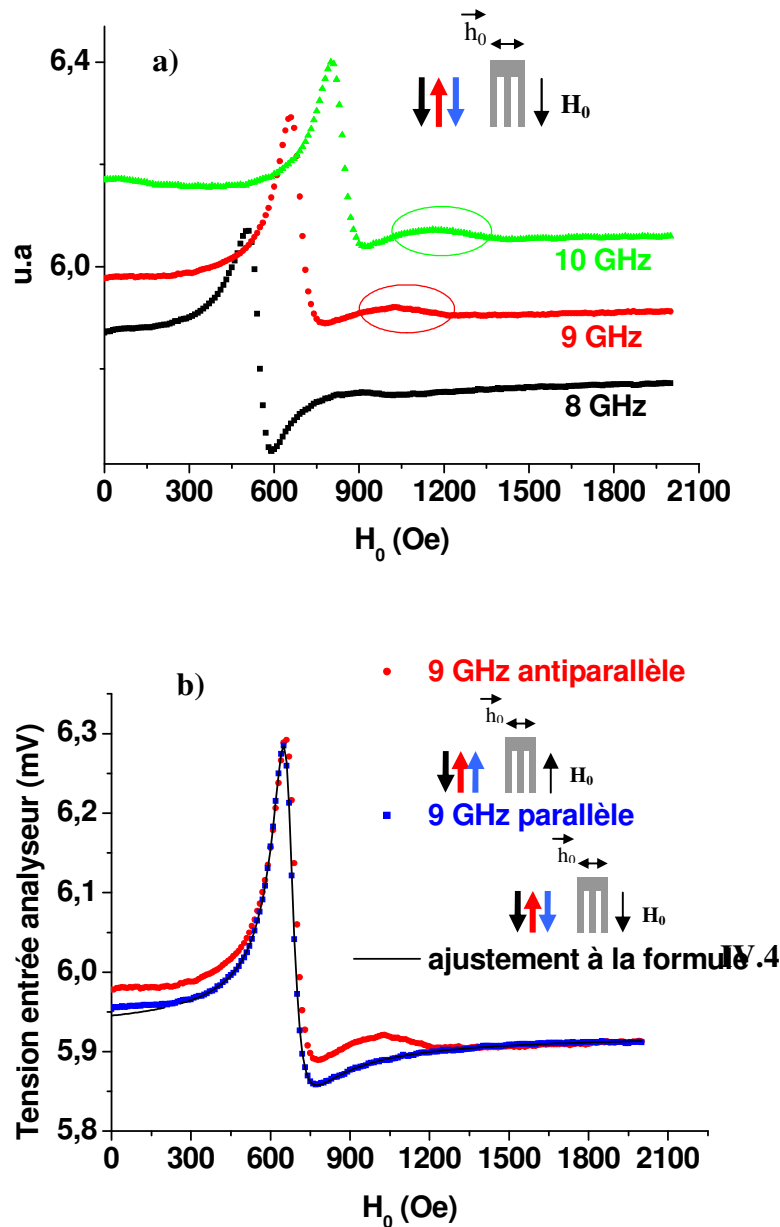 a)
h₀
H₀
6,4
6,0
u.a
10 GHz
9 GHz
8 GHz
0 300 600 900 1200 1500 1800 2100
H₀ (Oe)
b)
9 GHz antiparallèle
h₀
H₀
9 GHz parallèle
h₀
H₀
ajustement à la formule IV.4
Tension entrée analyseur (mV)
6,3
6,2
6,1
6,0
5,9
5,8
0 300 600 900 1200 1500 1800 2100
H₀ (Oe)